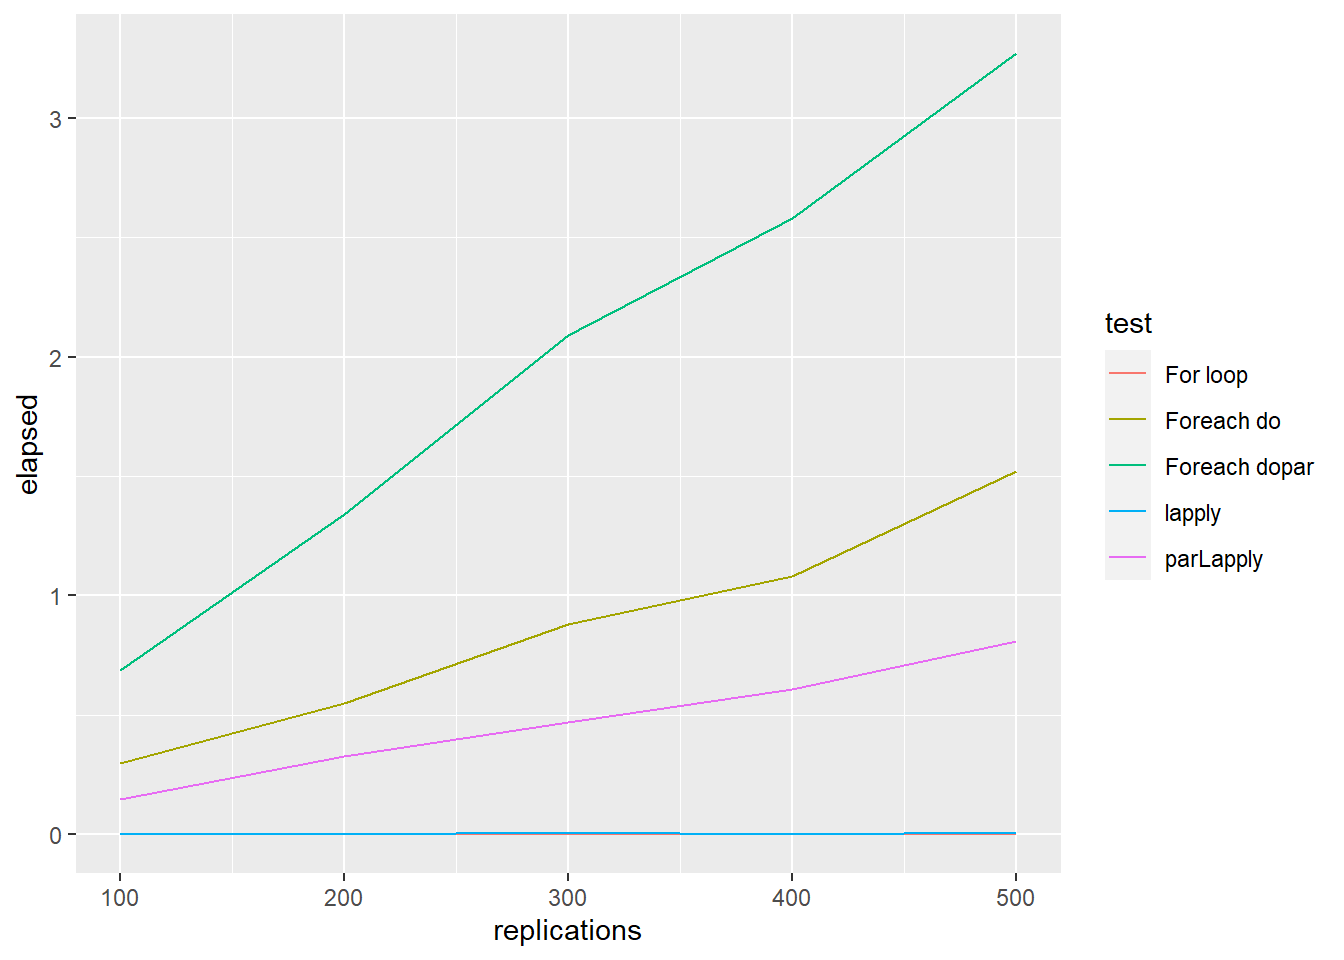 3
2
1
0
elapsed
100 200 300 400 500
replications
test
For loop
Foreach do
Foreach dopar
lapply
parLapply